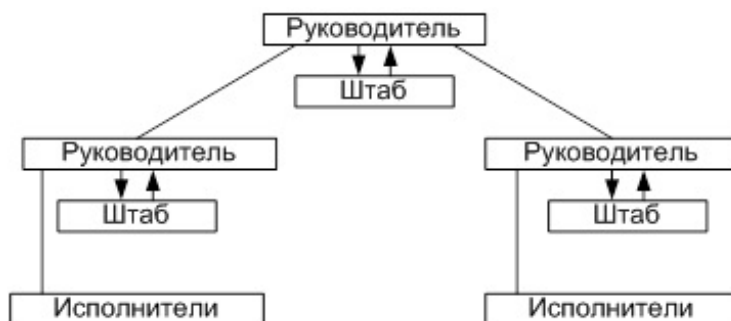 Руководитель
Штаб
Руководитель
Руководитель
Штаб
Штаб
Исполнители
Исполнители